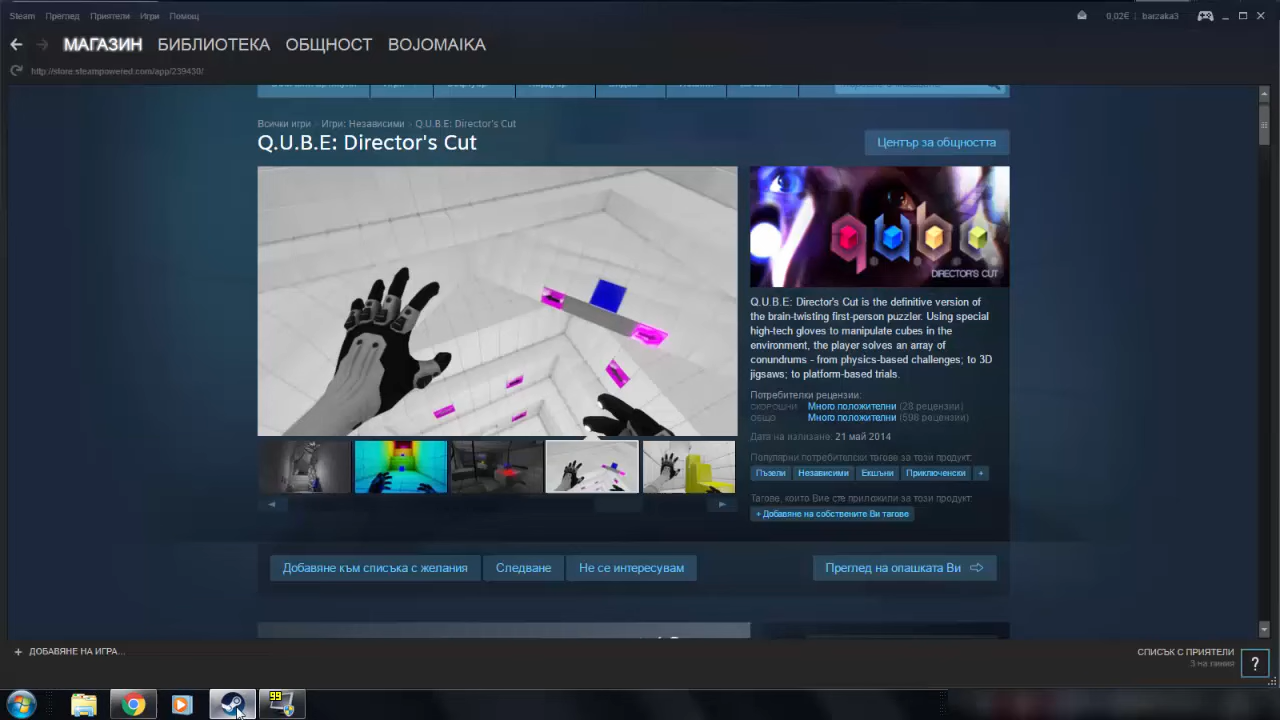 Steam Преглед Приятели Игри Помощ 0,02€ barzaka3
МАГАЗИН БИБЛИОТЕКА ОБЩНОСТ BOJOMAIKA
http://store.steampowered.com/app/239430/
Всички игри › Игри: Независими › Q.U.B.E: Director's Cut
Q.U.B.E: Director's Cut
Център за общността
q.u.b.e
DIRECTOR'S CUT
Q.U.B.E: Director's Cut is the definitive version of
the brain-twisting first-person puzzler. Using special
high-tech gloves to manipulate cubes in the
environment, the player solves an array of
conundrums - from physics-based challenges; to 3D
jigsaws; to platform-based trials.
Потребителски рецензии:
СКОРОШНИ: Много положителни (28 рецензии)
ОБЩО: Много положителни (598 рецензии)
Дата на излизане: 21 май 2014
Популярни потребителски тагове за този продукт:
Пъзели Независими Екшъни Приключенски +
Тагове, които Вие сте приложили за този продукт:
+ Добавяне на собствените Ви тагове
Добавяне към списъка с желания Следване Не се интересувам Преглед на опашката Ви
+ ДОБАВЯНЕ НА ИГРА...
СПИСЪК С ПРИЯТЕЛИ
3 на линия
?
99